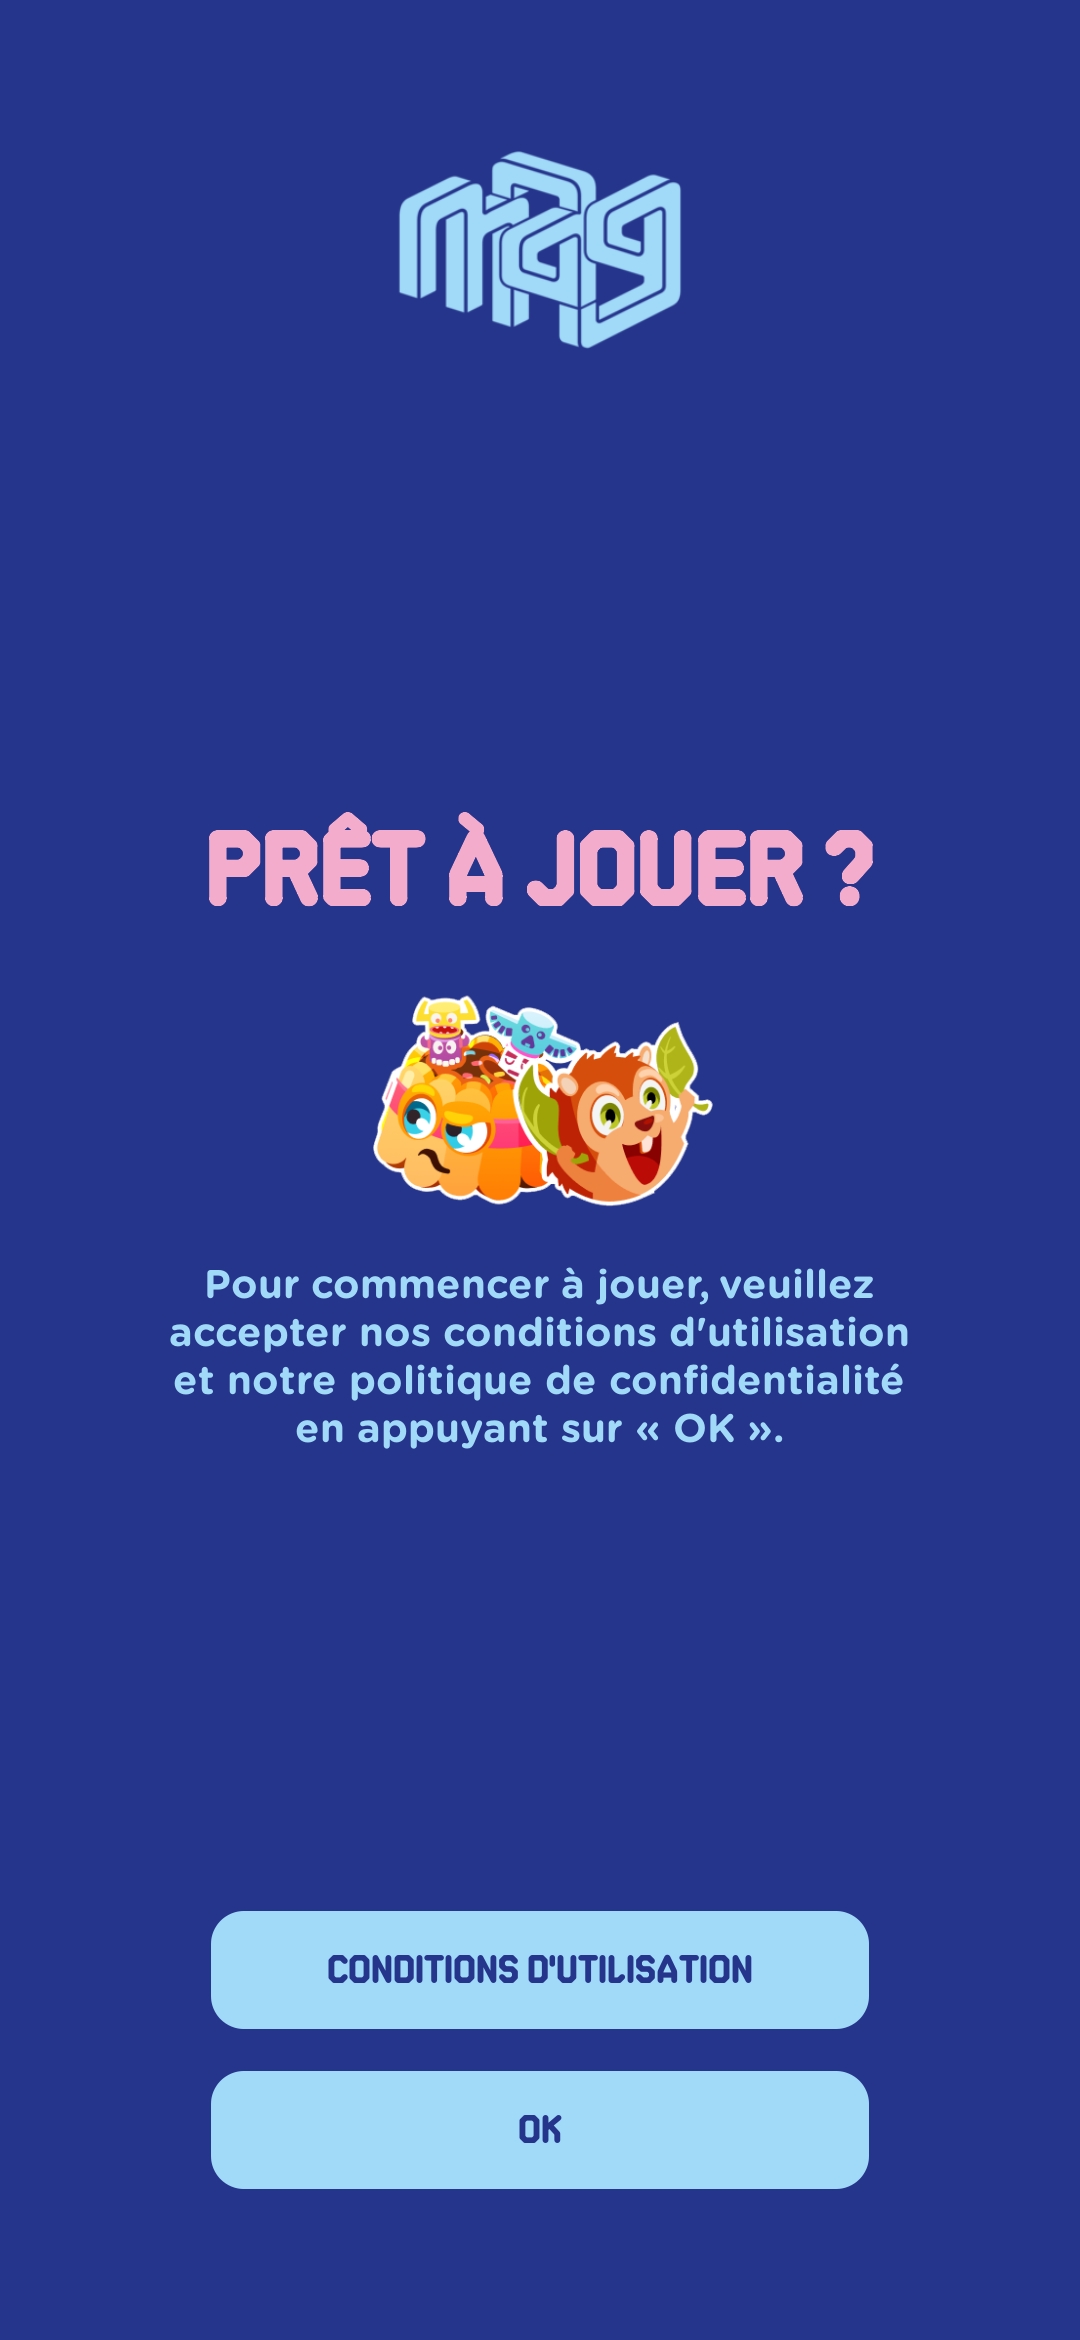 mag
PRÊT À JOUER ?
Pour commencer à jouer, veuillez
accepter nos conditions d'utilisation
et notre politique de confidentialité
en appuyant sur « OK ».
CONDITIONS D'UTILISATION
OK